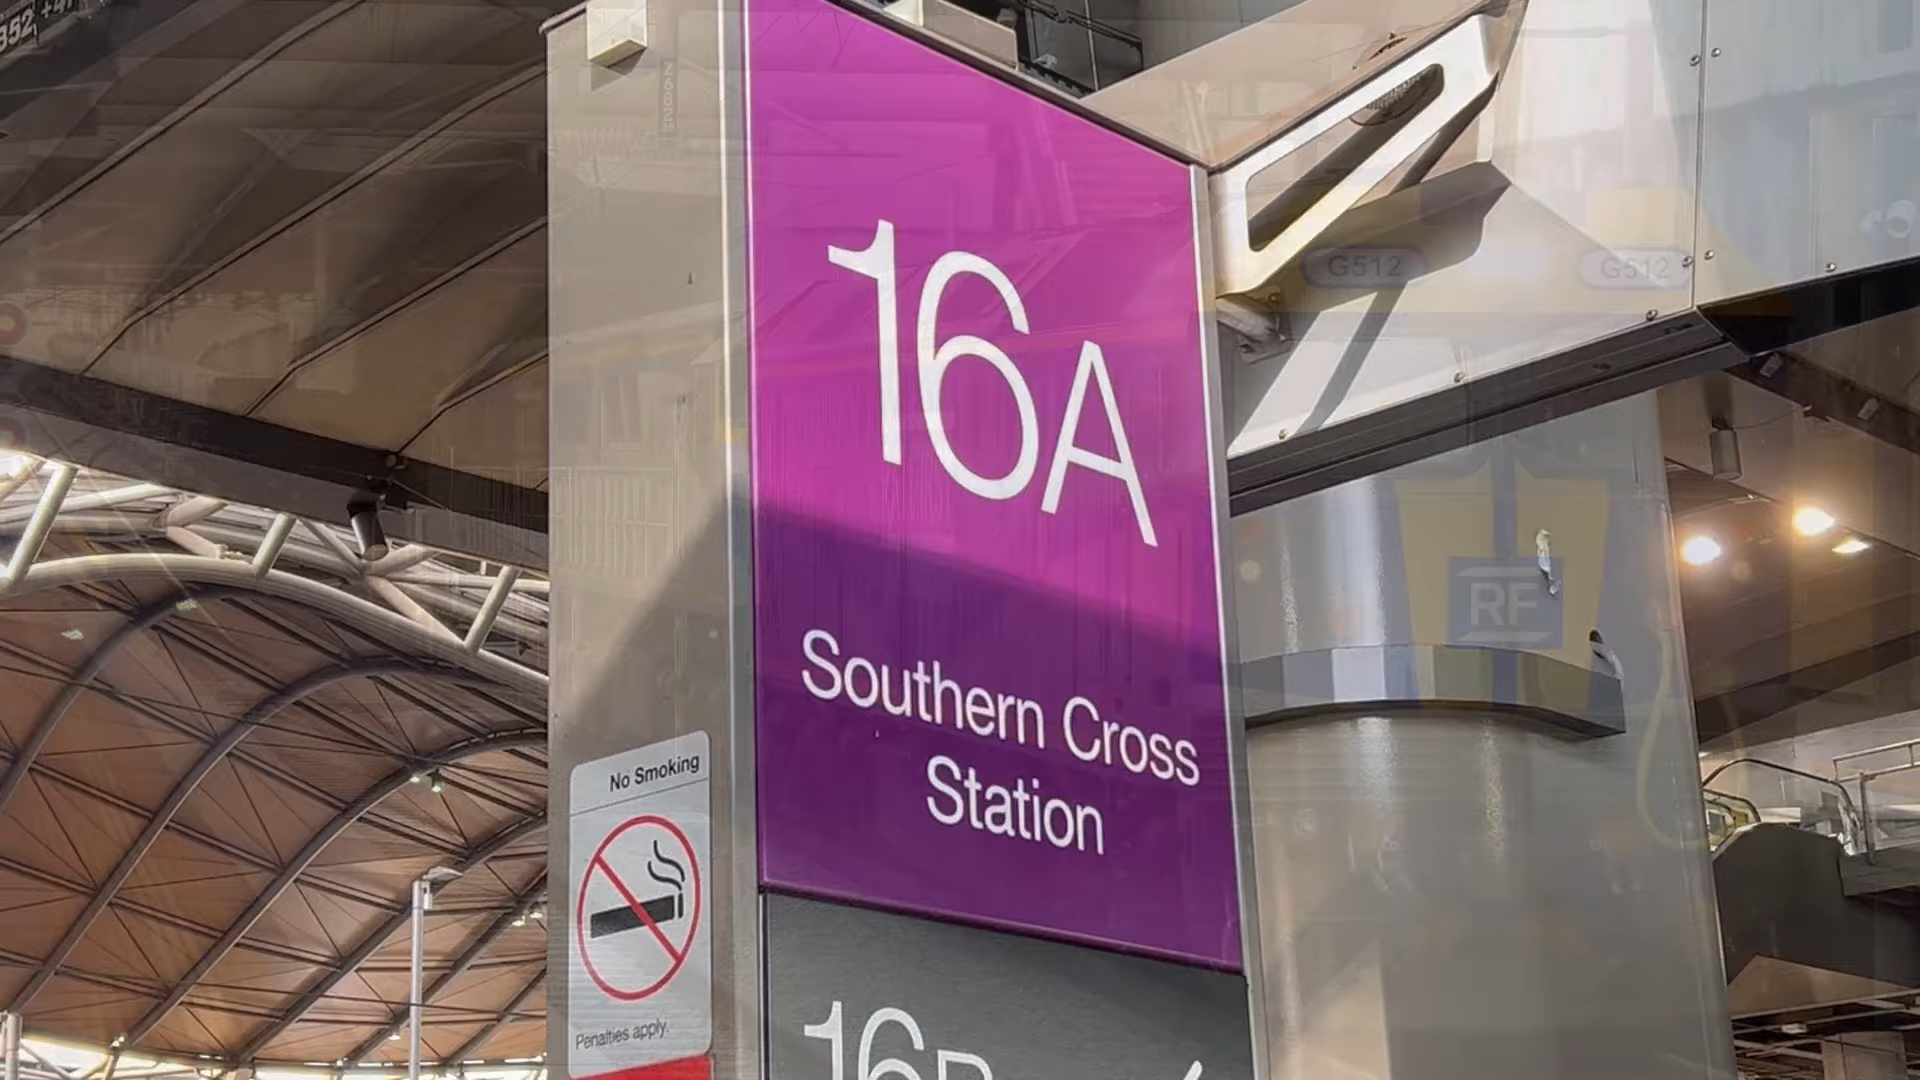 16A
Southern Cross
Station
No Smoking
Penalties apply.
G512
G512
RF